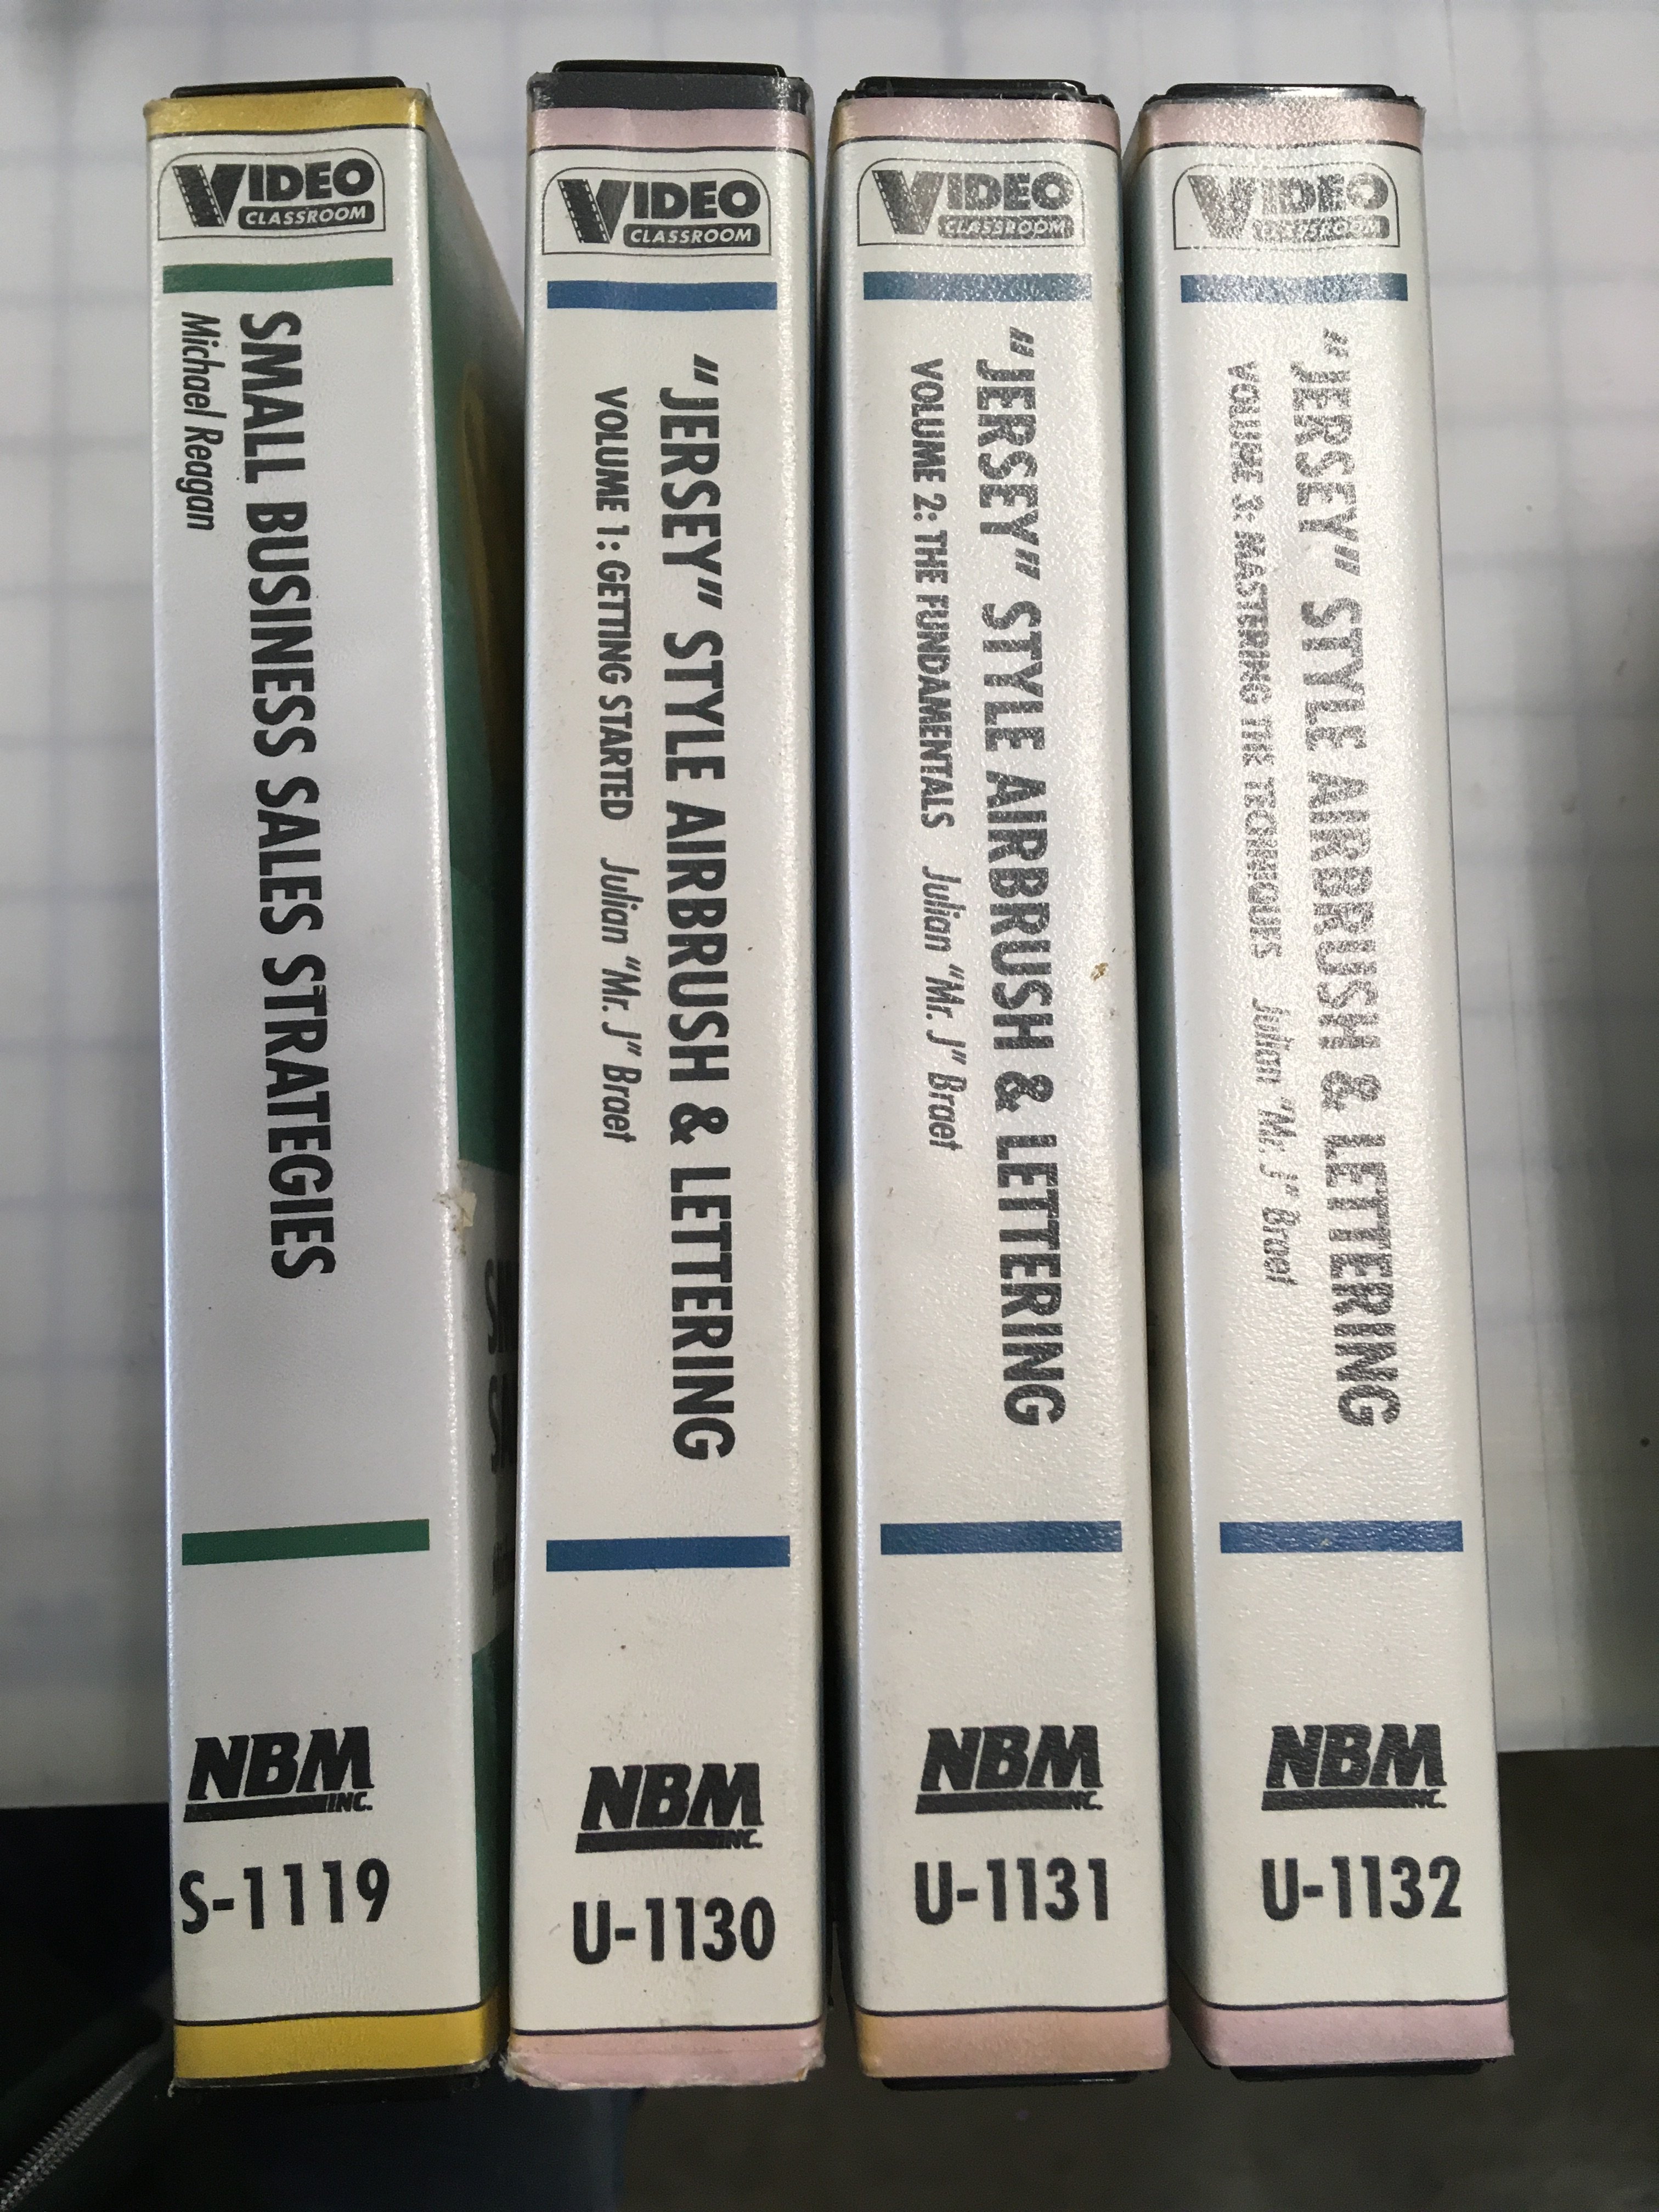 VIDEO
CLASSROOM
SMALL BUSINESS SALES STRATEGIES
Michael Reagan
NBM
INC.
S-1119
VIDEO
CLASSROOM
"JERSEY" STYLE AIRBRUSH & LETTERING
VOLUME 1: GETTING STARTED Julian "Mr. J" Braet
NBM
INC.
U-1130
VIDEO
CLASSROOM
"JERSEY" STYLE AIRBRUSH & LETTERING
VOLUME 2: THE FUNDAMENTALS Julian "Mr. J" Braet
NBM
INC.
U-1131
VIDEO
CLASSROOM
"JERSEY" STYLE AIRBRUSH & LETTERING
VOLUME 3: MASTERING THE TECHNIQUES Julian "Mr. J" Braet
NBM
INC.
U-1132